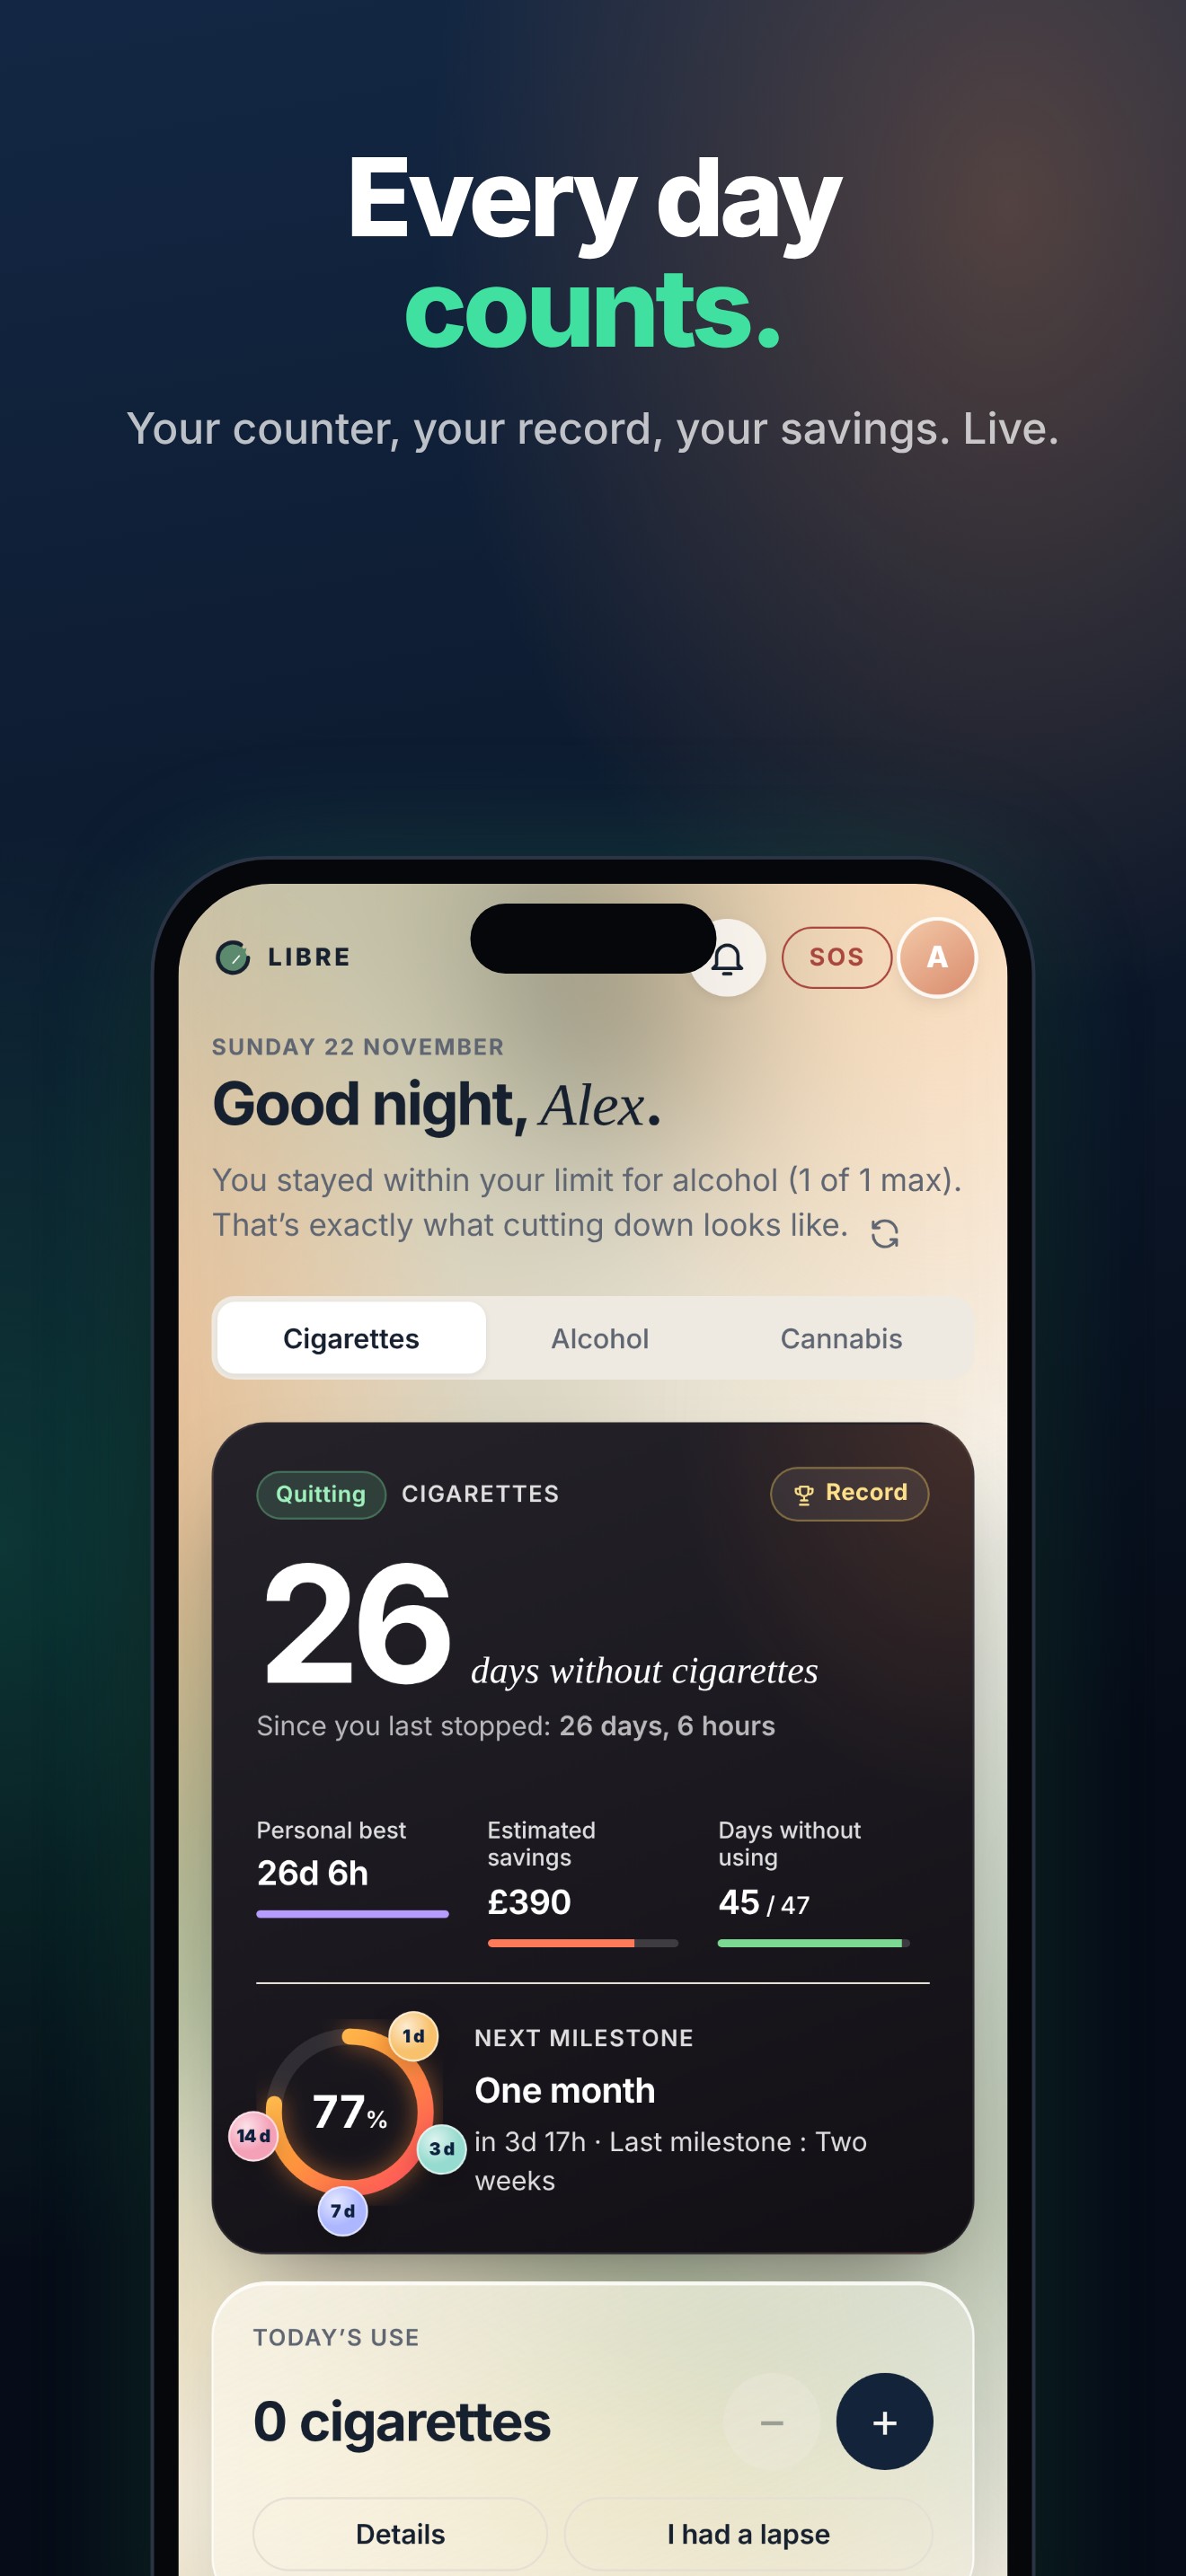 Every day
counts.
Your counter, your record, your savings. Live.
LIBRE
SOS
A
SUNDAY 22 NOVEMBER
Good night, Alex.
You stayed within your limit for alcohol (1 of 1 max).
That’s exactly what cutting down looks like.
Cigarettes
Alcohol
Cannabis
Quitting
CIGARETTES
Record
26 days without cigarettes
Since you last stopped: 26 days, 6 hours
Personal best
26d 6h
Estimated
savings
£390
Days without
using
45 / 47
1d
3d
7d
14d
77%
NEXT MILESTONE
One month
in 3d 17h · Last milestone : Two
weeks
TODAY’S USE
0 cigarettes
−
+
Details
I had a lapse